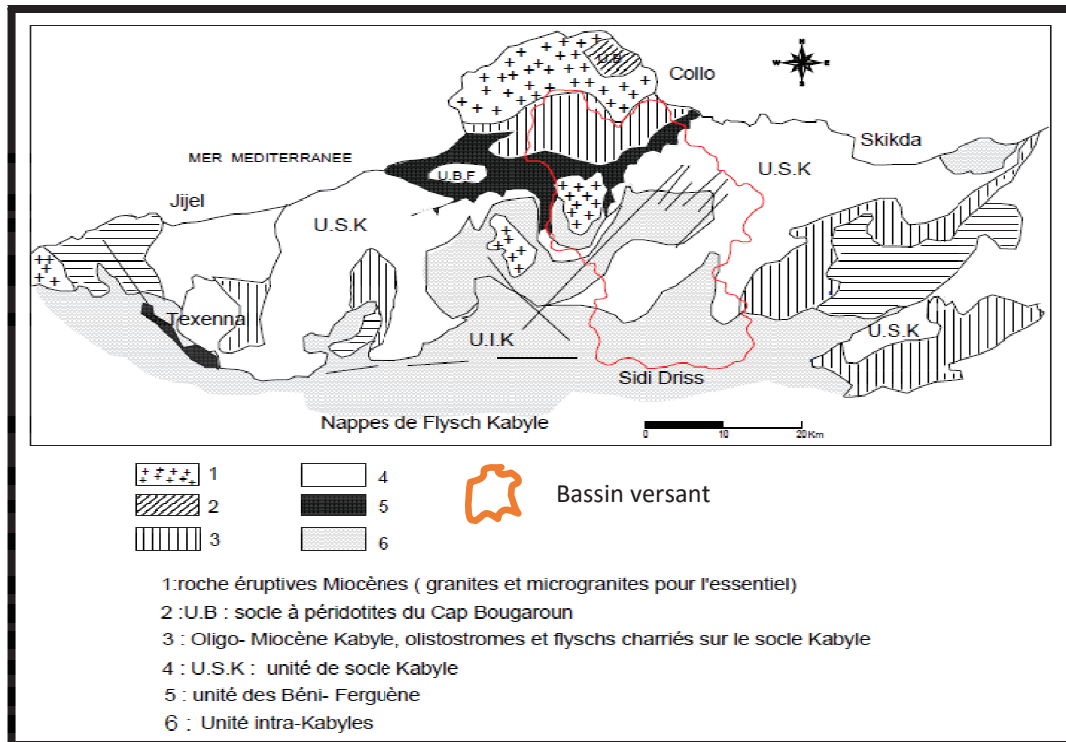 N
W E
S
U.B
Collo
Skikda
MER MEDITERRANEE
U.S.K
U.B.F
Jijel
U.S.K
Texenna
U.I.K
U.S.K
Sidi Driss
Nappes de Flysch Kabyle
0 10 20 Km
1 4
2 5
3 6
Bassin versant
1:roche éruptives Miocènes ( granites et microgranites pour l'essentiel)
2 :U.B : socle à péridotites du Cap Bougaroun
3 : Oligo- Miocène Kabyle, olistostromes et flyschs charriés sur le socle Kabyle
4 : U.S.K : unité de socle Kabyle
5 : unité des Béni- Ferguène
6 : Unité intra-Kabyles